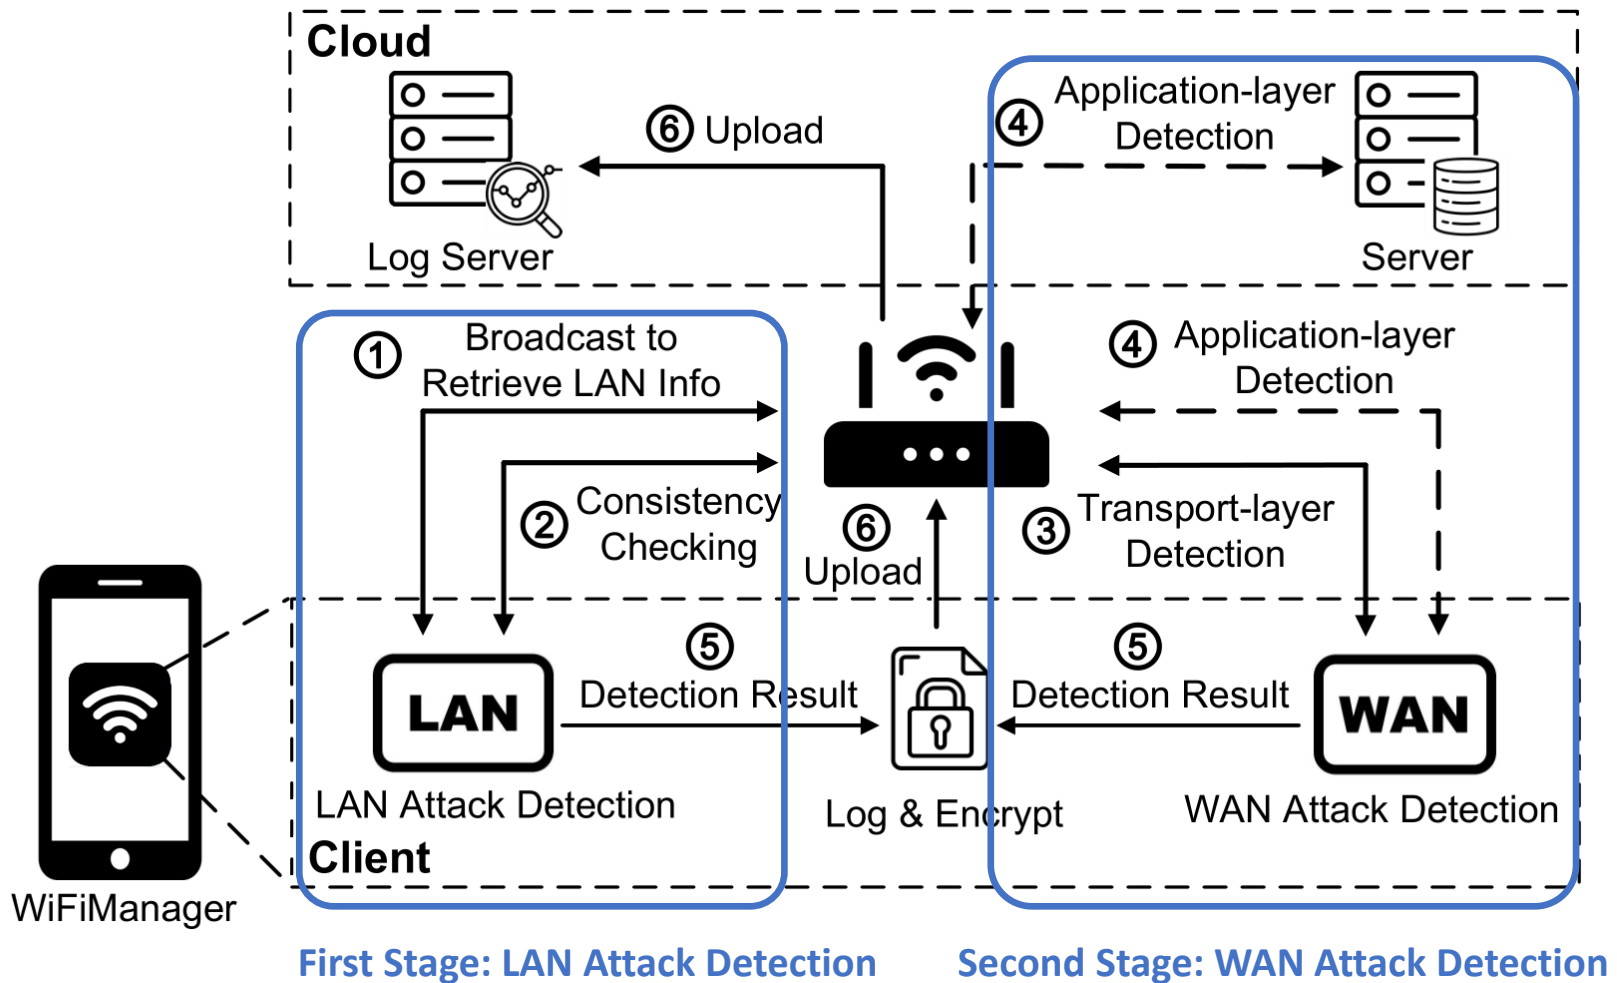 Cloud
⑥ Upload
④
Application-layer
Detection
Log Server
Server
①
Broadcast to
Retrieve LAN Info
④
Application-layer
Detection
②
Consistency
Checking
⑥
Upload
③
Transport-layer
Detection
⑤
Detection Result
⑤
Detection Result
LAN
WAN
LAN Attack Detection
Log & Encrypt
WAN Attack Detection
Client
WiFiManager
First Stage: LAN Attack Detection
Second Stage: WAN Attack Detection